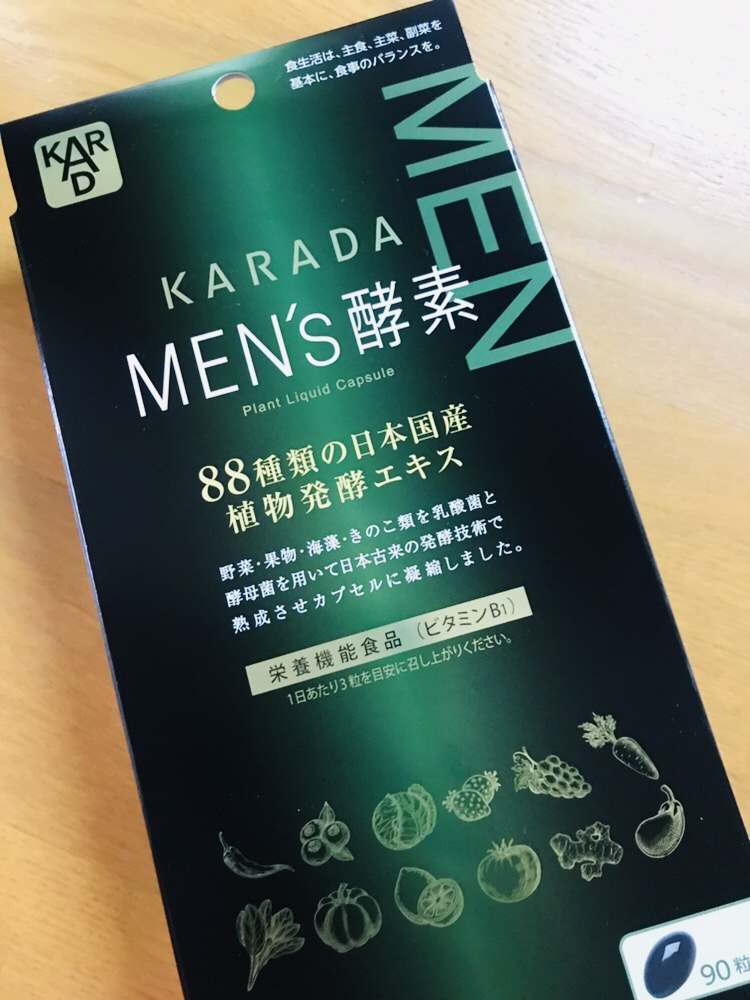 食生活は、主食、主菜、副菜を
基本に、食事のバランスを。
KARAD
MEN
KARADA
MEN's酵素
Plant Liquid Capsule
88種類の日本国産
植物発酵エキス
野菜・果物・海藻・きのこ類を乳酸菌と
酵母菌を用いて日本古来の発酵技術で
熟成させカプセルに凝縮しました。
栄養機能食品（ビタミンB1）
1日あたり3粒を目安に召し上がりください。
90粒